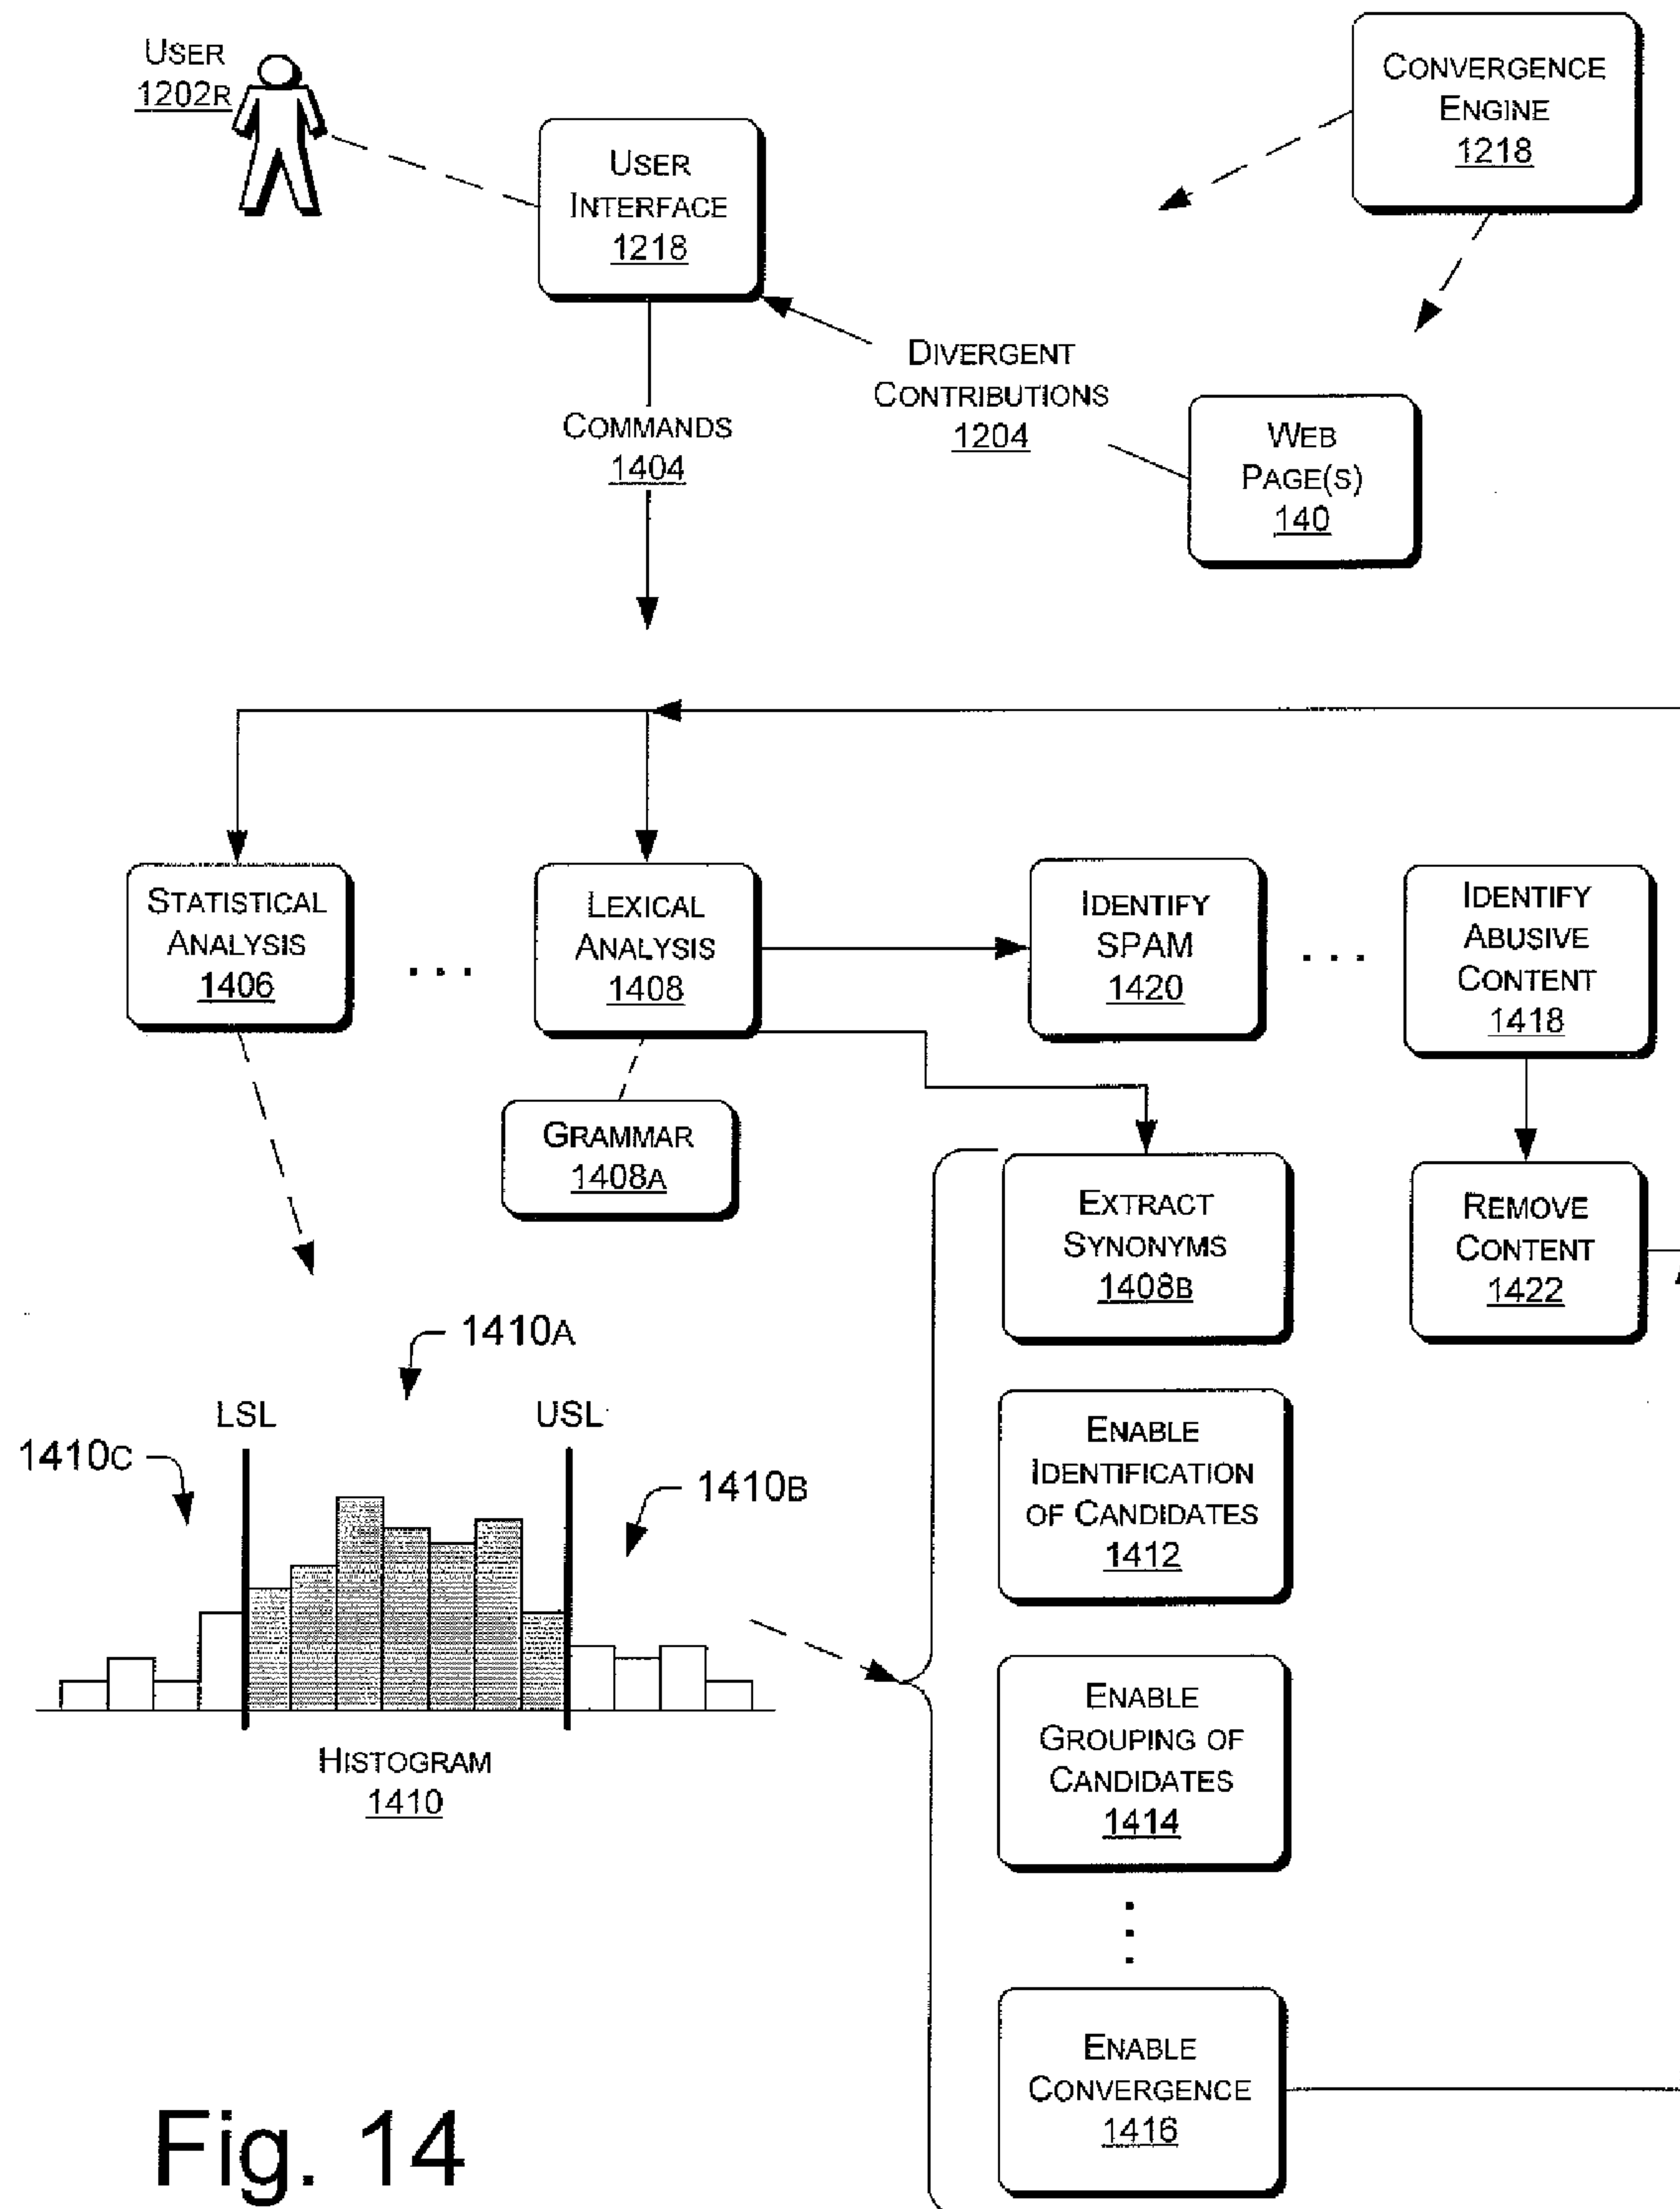 USER
1202R
USER
INTERFACE
1218
CONVERGENCE
ENGINE
1218
DIVERGENT
CONTRIBUTIONS
1204
WEB
PAGE(S)
140
COMMANDS
1404
STATISTICAL
ANALYSIS
1406
...
LEXICAL
ANALYSIS
1408
IDENTIFY
SPAM
1420
...
IDENTIFY
ABUSIVE
CONTENT
1418
GRAMMAR
1408A
EXTRACT
SYNONYMS
1408B
REMOVE
CONTENT
1422
1410A
LSL
USL
1410C
1410B
HISTOGRAM
1410
ENABLE
IDENTIFICATION
OF CANDIDATES
1412
ENABLE
GROUPING OF
CANDIDATES
1414
ENABLE
CONVERGENCE
1416
Fig. 14